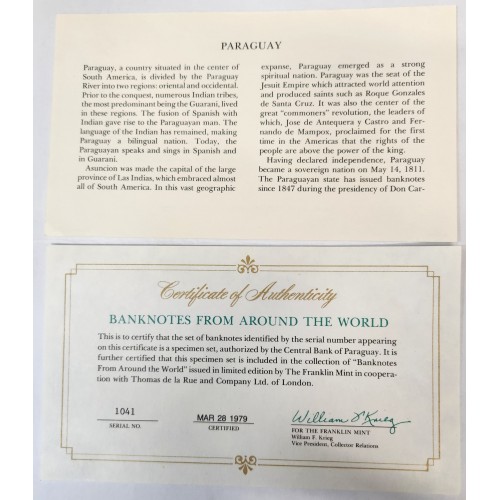 PARAGUAY
Paraguay, a country situated in the center of
South America, is divided by the Paraguay
River into two regions: oriental and occidental.
Prior to the conquest, numerous Indian tribes,
the most predominant being the Guarani, lived
in these regions. The fusion of Spanish with
Indian gave rise to the Paraguayan man. The
language of the Indian has remained, making
Paraguay a bilingual nation. Today, the
Paraguayan speaks and sings in Spanish and
in Guarani.
Asuncion was made the capital of the large
province of Las Indias, which embraced almost
all of South America. In this vast geographic
expanse, Paraguay emerged as a strong
spiritual nation. Paraguay was the seat of the
Jesuit Empire which attracted world attention
and produced saints such as Roque Gonzales
de Santa Cruz. It was also the center of the
great "commoners" revolution, the leaders of
which, Jose de Antequera y Castro and Fer-
nando de Mampox, proclaimed for the first
time in the Americas that the rights of the
people are above the power of the king.
Having declared independence, Paraguay
became a sovereign nation on May 14, 1811.
The Paraguayan state has issued banknotes
since 1847 during the presidency of Don Car-
Certificate of Authenticity
BANKNOTES FROM AROUND THE WORLD
This is to certify that the set of banknotes identified by the serial number appearing
on this certificate is a specimen set, authorized by the Central Bank of Paraguay. It is
further certified that this specimen set is included in the collection of "Banknotes
From Around the World" issued in limited edition by The Franklin Mint in coopera-
tion with Thomas de la Rue and Company Ltd. of London.
1041
SERIAL NO.
MAR 28 1979
CERTIFIED
William F Krieg
FOR THE FRANKLIN MINT
William F. Krieg
Vice President, Collector Relations